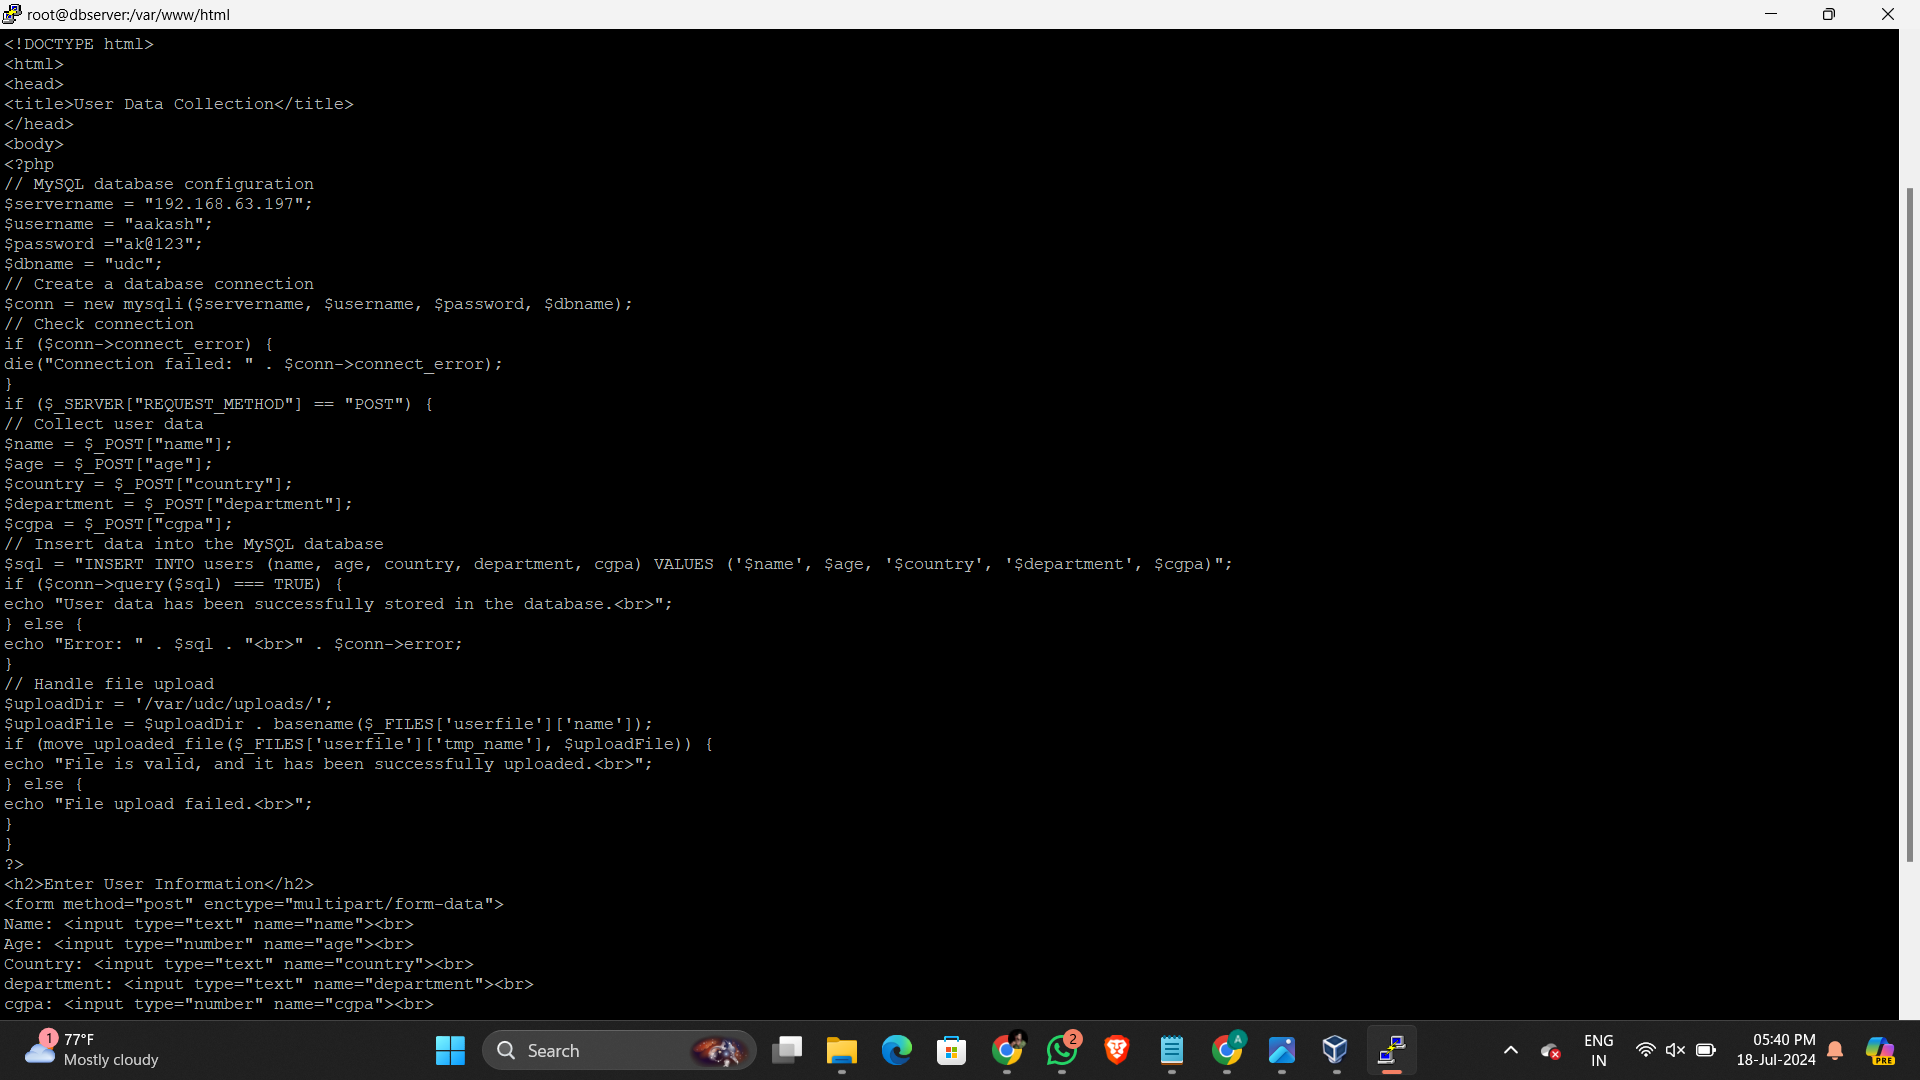 root@dbserver:/var/www/html
<!DOCTYPE html>
<html>
<head>
<title>User Data Collection</title>
</head>
<body>
<?php
// MySQL database configuration
$servername = "192.168.63.197";
$username = "aakash";
$password ="ak@123";
$dbname = "udc";
// Create a database connection
$conn = new mysqli($servername, $username, $password, $dbname);
// Check connection
if ($conn->connect_error) {
die("Connection failed: " . $conn->connect_error);
}
if ($_SERVER["REQUEST_METHOD"] == "POST") {
// Collect user data
$name = $_POST["name"];
$age = $_POST["age"];
$country = $_POST["country"];
$department = $_POST["department"];
$cgpa = $_POST["cgpa"];
// Insert data into the MySQL database
$sql = "INSERT INTO users (name, age, country, department, cgpa) VALUES ('$name', $age, '$country', '$department', $cgpa)";
if ($conn->query($sql) === TRUE) {
echo "User data has been successfully stored in the database.<br>";
} else {
echo "Error: " . $sql . "<br>" . $conn->error;
}
// Handle file upload
$uploadDir = '/var/udc/uploads/';
$uploadFile = $uploadDir . basename($_FILES['userfile']['name']);
if (move_uploaded_file($_FILES['userfile']['tmp_name'], $uploadFile)) {
echo "File is valid, and it has been successfully uploaded.<br>";
} else {
echo "File upload failed.<br>";
}
}
?>
<h2>Enter User Information</h2>
<form method="post" enctype="multipart/form-data">
Name: <input type="text" name="name"><br>
Age: <input type="number" name="age"><br>
Country: <input type="text" name="country"><br>
department: <input type="text" name="department"><br>
cgpa: <input type="number" name="cgpa"><br>
1
77°F
Mostly cloudy
Search
2
A
ENG
IN
05:40 PM
18-Jul-2024
PRE